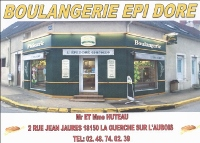 BOULANGERIE EPI DORE
Boulangerie
Mr ET Mme HUTEAU
2 RUE JEAN JAURES 18150 LA GUERCHE SUR L'AUBOIS
TEL: 02. 48. 74. 02. 39